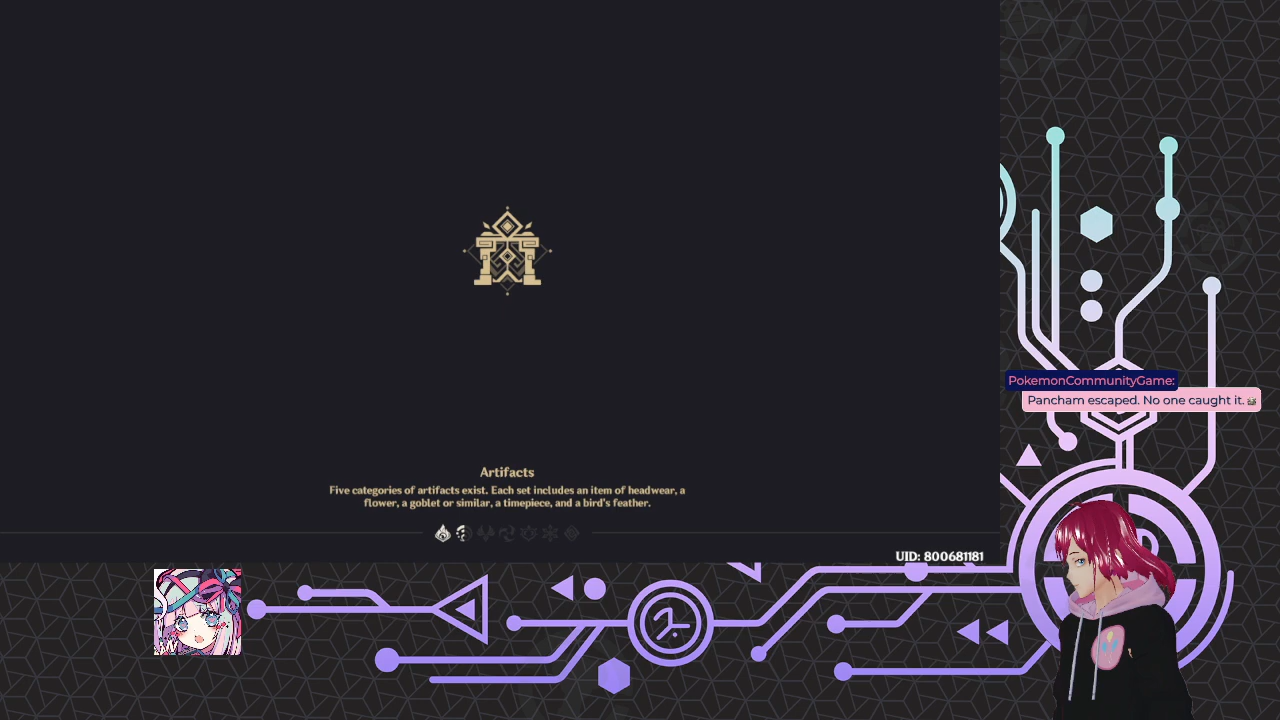 PokemonCommunityGame:
Pancham escaped. No one caught it.
Artifacts
Five categories of artifacts exist. Each set includes an item of headwear, a
flower, a goblet or similar, a timepiece, and a bird's feather.
UID: 800681181